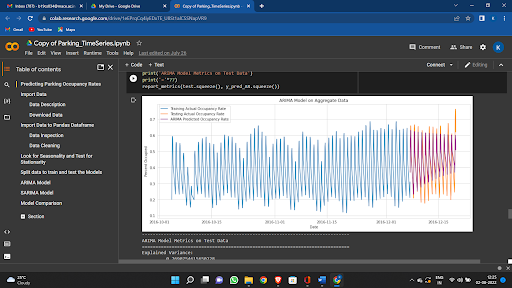 Inbox (787) - b19cs034@mace.ac.in
My Drive - Google Drive
Copy of Parking_TimeSeries.ipynb
colab.research.google.com/drive/
Gmail
YouTube
Maps
Copy of Parking_TimeSeries.ipynb
Comment
Share
File Edit View Insert Runtime Tools Help Last edited on July 26
Table of contents
+ Code + Text
Connect
Editing
Predicting Parking Occupancy Rates
Import Data
Data Description
Download Data
Import Data to Pandas Dataframe
Data Inspection
Data Cleaning
Look for Seasonality and Test for
Stationarity
Split data to train and test the Models
ARIMA Model
SARIMA Model
Model Comparison
Section
print('ARIMA Model Metrics on Test Data')
print('='*77)
report_metrics(test.squeeze(), y_pred_AR.squeeze())
ARIMA Model on Aggregate Data
Training Actual Occupancy Rate
Testing Actual Occupancy Rate
ARIMA Predicted Occupancy Rate
Percent Occupied
0.7
0.6
0.5
0.4
0.3
0.2
0.1
2016-10-01
2016-10-15
2016-11-01
2016-11-15
2016-12-01
2016-12-15
Date
ARIMA Model Metrics on Test Data
Explained Variance:
25°C
Cloudy
ENG
IN
12:25
02-08-2022